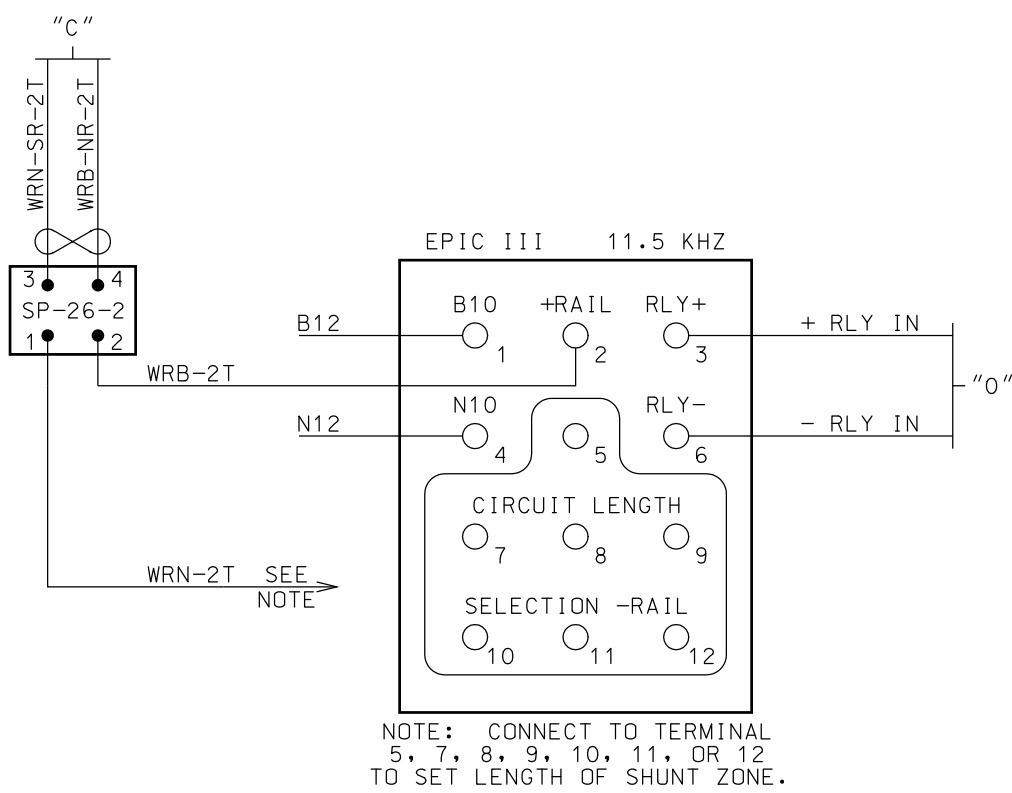 "C"
WRN-SR-2T
WRB-NR-2T
EPIC III 11.5 KHZ
3 4
SP-26-2
1 2
B10 +RAIL RLY+
B12
1 2 3
+ RLY IN
WRB-2T
"O"
N10 RLY-
N12
4 5 6
- RLY IN
CIRCUIT LENGTH
7 8 9
WRN-2T SEE
NOTE
SELECTION -RAIL
10 11 12
NOTE: CONNECT TO TERMINAL
5, 7, 8, 9, 10, 11, OR 12
TO SET LENGTH OF SHUNT ZONE.